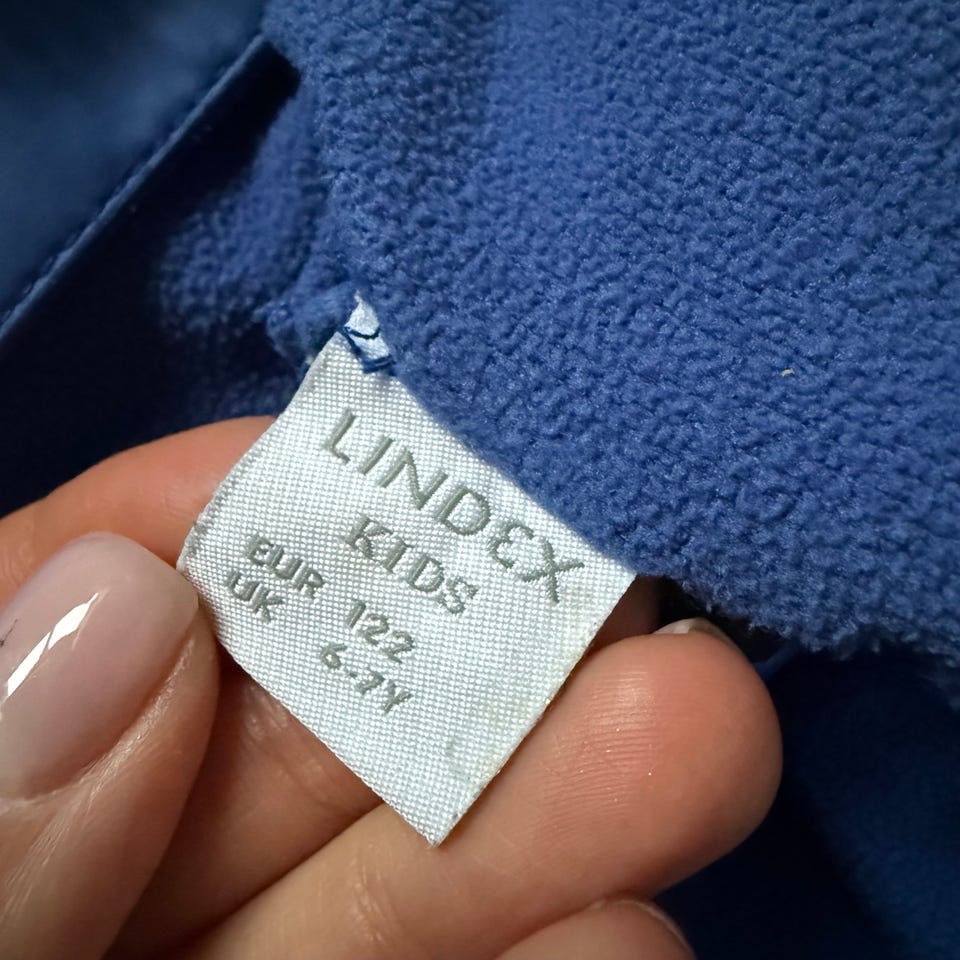 LINDEX
KIDS
EUR 122
UK 6-7Y